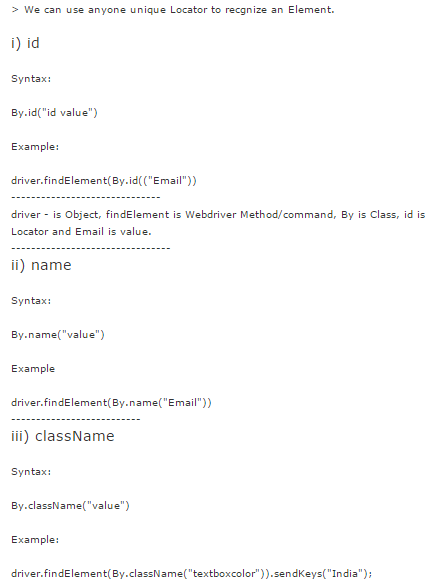 > We can use anyone unique Locator to recgnize an Element.
i) id
Syntax:
By.id("id value")
Example:
driver.findElement(By.id(("Email"))
------------------------------
driver - is Object, findElement is Webdriver Method/command, By is Class, id is
Locator and Email is value.
--------------------------------
ii) name
Syntax:
By.name("value")
Example
driver.findElement(By.name("Email"))
--------------------------
iii) className
Syntax:
By.className("value")
Example:
driver.findElement(By.className("textboxcolor")).sendKeys("India");